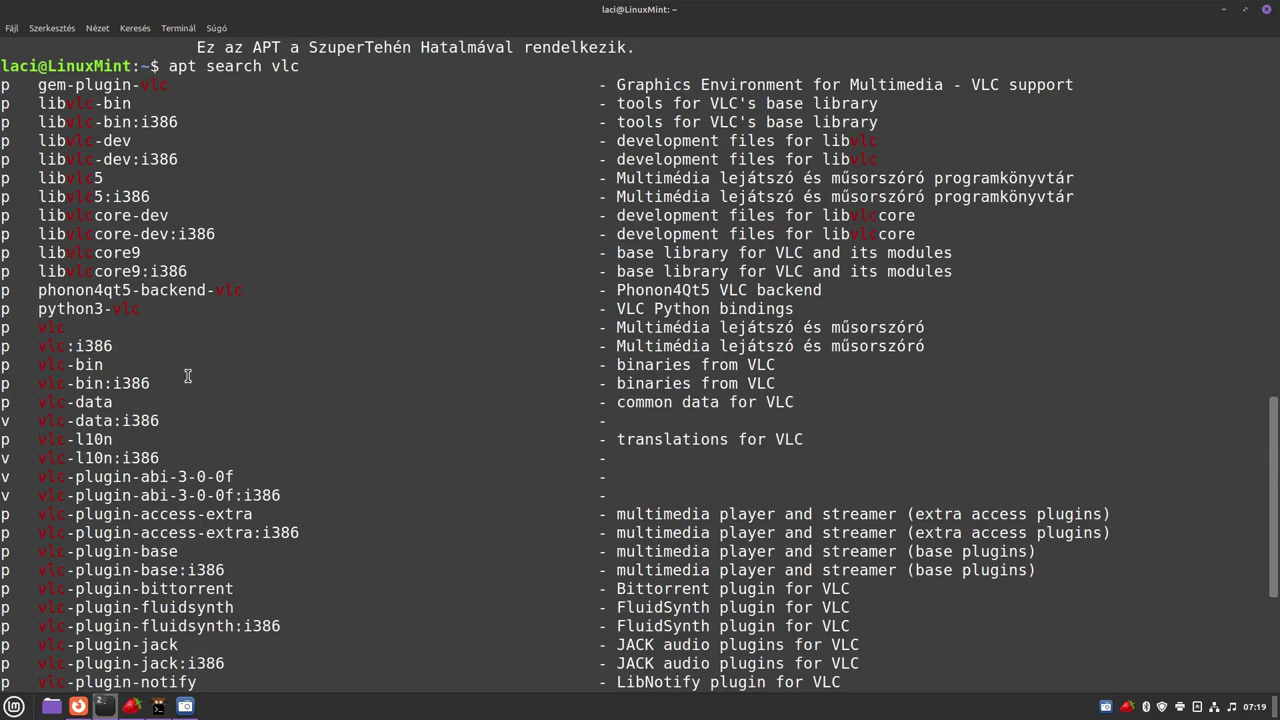 laci@LinuxMint: ~
Fájl Szerkesztés Nézet Keresés Terminál Súgó
Ez az APT a SzuperTehén Hatalmával rendelkezik.
laci@LinuxMint:~$ apt search vlc
p gem-plugin-vlc - Graphics Environment for Multimedia - VLC support
p libvlc-bin - tools for VLC's base library
p libvlc-bin:i386 - tools for VLC's base library
p libvlc-dev - development files for libvlc
p libvlc-dev:i386 - development files for libvlc
p libvlc5 - Multimédia lejátszó és műsorszóró programkönyvtár
p libvlc5:i386 - Multimédia lejátszó és műsorszóró programkönyvtár
p libvlccore-dev - development files for libvlccore
p libvlccore-dev:i386 - development files for libvlccore
p libvlccore9 - base library for VLC and its modules
p libvlccore9:i386 - base library for VLC and its modules
p phonon4qt5-backend-vlc - Phonon4Qt5 VLC backend
p python3-vlc - VLC Python bindings
p vlc - Multimédia lejátszó és műsorszóró
p vlc:i386 - Multimédia lejátszó és műsorszóró
p vlc-bin - binaries from VLC
p vlc-bin:i386 - binaries from VLC
p vlc-data - common data for VLC
v vlc-data:i386 -
p vlc-l10n - translations for VLC
v vlc-l10n:i386 -
v vlc-plugin-abi-3-0-0f -
v vlc-plugin-abi-3-0-0f:i386 -
p vlc-plugin-access-extra - multimedia player and streamer (extra access plugins)
p vlc-plugin-access-extra:i386 - multimedia player and streamer (extra access plugins)
p vlc-plugin-base - multimedia player and streamer (base plugins)
p vlc-plugin-base:i386 - multimedia player and streamer (base plugins)
p vlc-plugin-bittorrent - Bittorrent plugin for VLC
p vlc-plugin-fluidsynth - FluidSynth plugin for VLC
p vlc-plugin-fluidsynth:i386 - FluidSynth plugin for VLC
p vlc-plugin-jack - JACK audio plugins for VLC
p vlc-plugin-jack:i386 - JACK audio plugins for VLC
p vlc-plugin-notify - LibNotify plugin for VLC
2
07:19